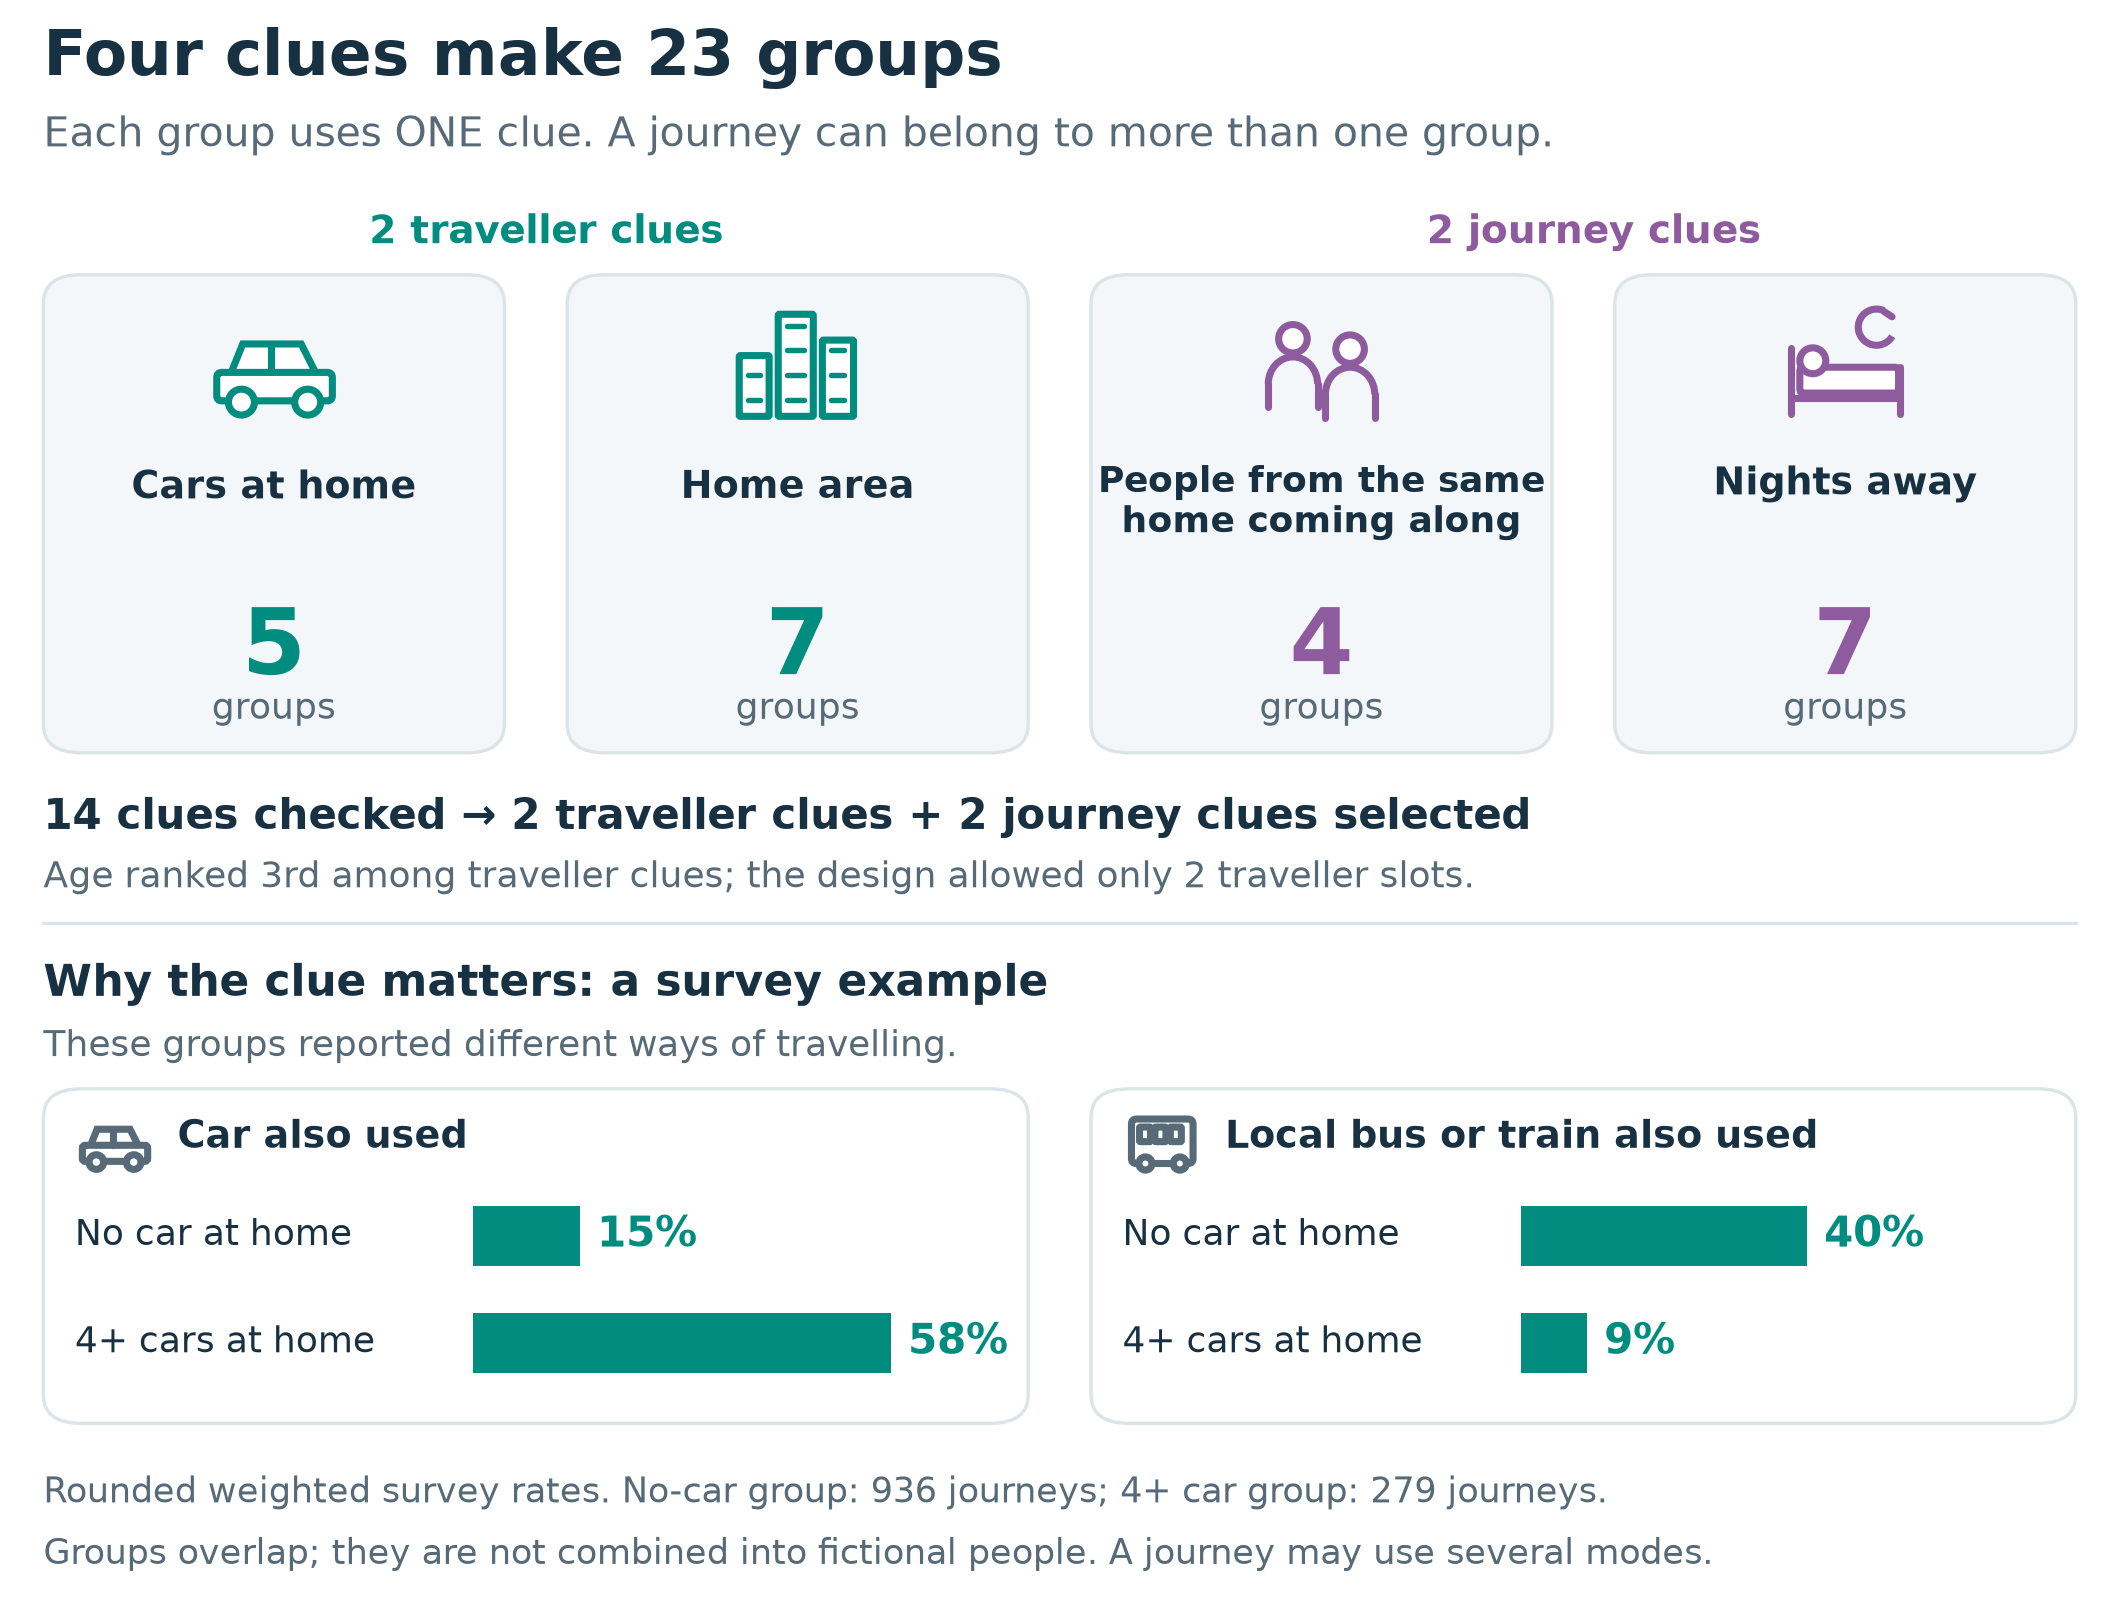 Four clues make 23 groups
Each group uses ONE clue. A journey can belong to more than one group.
2 traveller clues
2 journey clues
Cars at home
5
groups
Home area
7
groups
People from the same
home coming along
4
groups
Nights away
7
groups
14 clues checked → 2 traveller clues + 2 journey clues selected
Age ranked 3rd among traveller clues; the design allowed only 2 traveller slots.
Why the clue matters: a survey example
These groups reported different ways of travelling.
Car also used
No car at home 15%
4+ cars at home 58%
Local bus or train also used
No car at home 40%
4+ cars at home 9%
Rounded weighted survey rates. No-car group: 936 journeys; 4+ car group: 279 journeys.
Groups overlap; they are not combined into fictional people. A journey may use several modes.